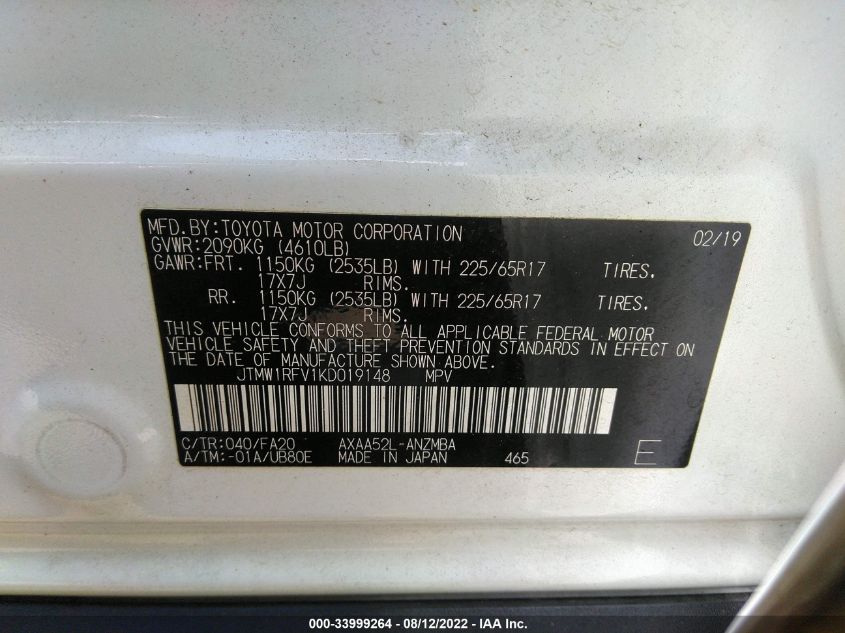 MFD.BY:TOYOTA MOTOR CORPORATION 02/19
GVWR:2090KG (4610LB)
GAWR:FRT. 1150KG (2535LB) WITH 225/65R17 TIRES,
17X7J RIMS.
RR. 1150KG (2535LB) WITH 225/65R17 TIRES,
17X7J RIMS.
THIS VEHICLE CONFORMS TO ALL APPLICABLE FEDERAL MOTOR
VEHICLE SAFETY AND THEFT PREVENTION STANDARDS IN EFFECT ON
THE DATE OF MANUFACTURE SHOWN ABOVE.
JTMW1RFV1KD019148 MPV
C/TR:040/FA20 AXAA52L-ANZMBA
A/TM:-01A/UB80E MADE IN JAPAN 465 E
000-33999264 - 08/12/2022 - IAA Inc.